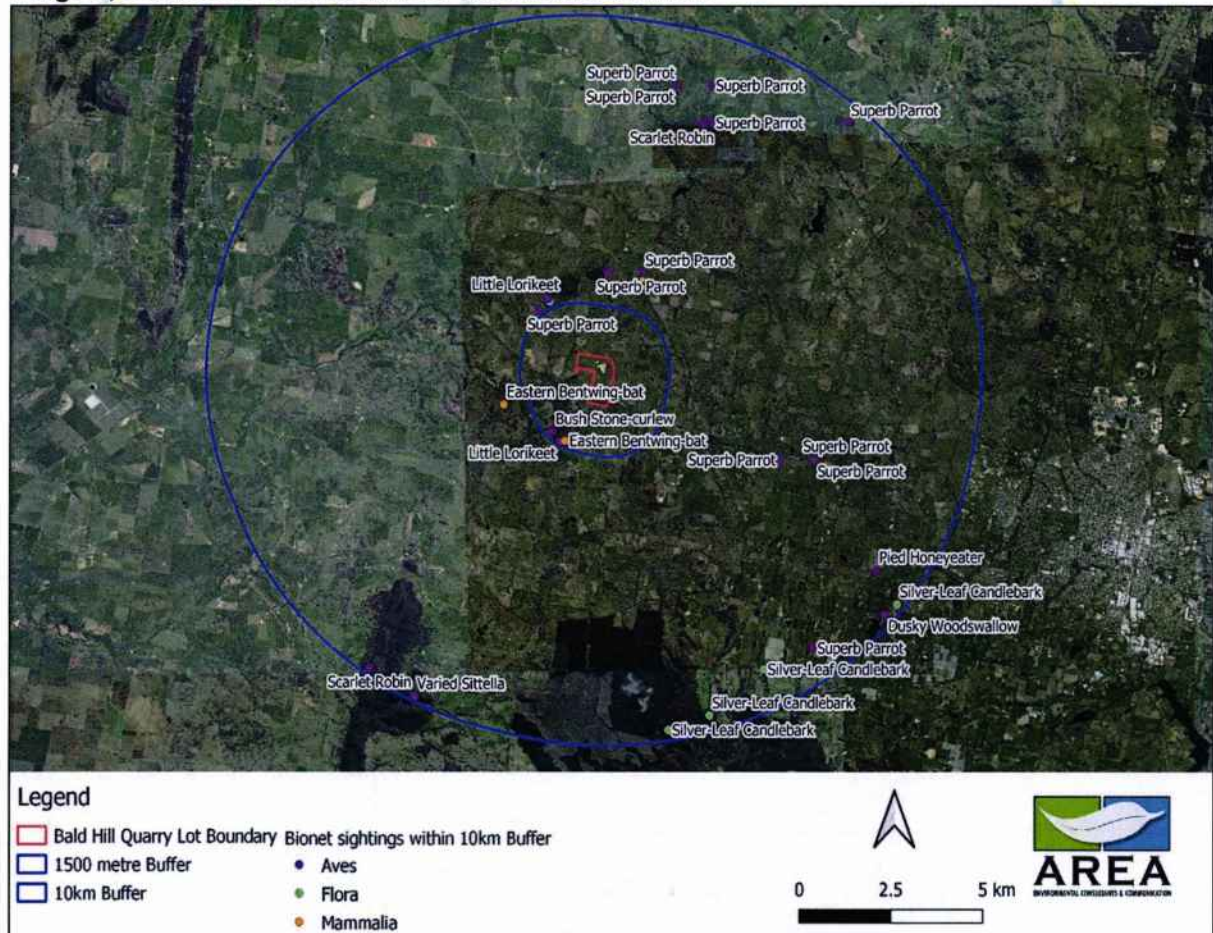 Superb Parrot
Superb Parrot
Superb Parrot
Superb Parrot
Superb Parrot
Scarlet Robin
Superb Parrot
Little Lorikeet
Superb Parrot
Superb Parrot
Eastern Bentwing-bat
Bush Stone-curlew
Eastern Bentwing-bat
Little Lorikeet
Superb Parrot
Superb Parrot
Superb Parrot
Pied Honeyeater
Silver-Leaf Candlebark
Dusky Woodswallow
Superb Parrot
Silver-Leaf Candlebark
Scarlet Robin
Varied Sittella
Silver-Leaf Candlebark
Silver-Leaf Candlebark
Legend
Bald Hill Quarry Lot Boundary
1500 metre Buffer
10km Buffer
Bionet sightings within 10km Buffer
Aves
Flora
Mammalia
0 2.5 5 km
AREA
ENVIRONMENTAL CONSULTANTS & COMMUNICATION